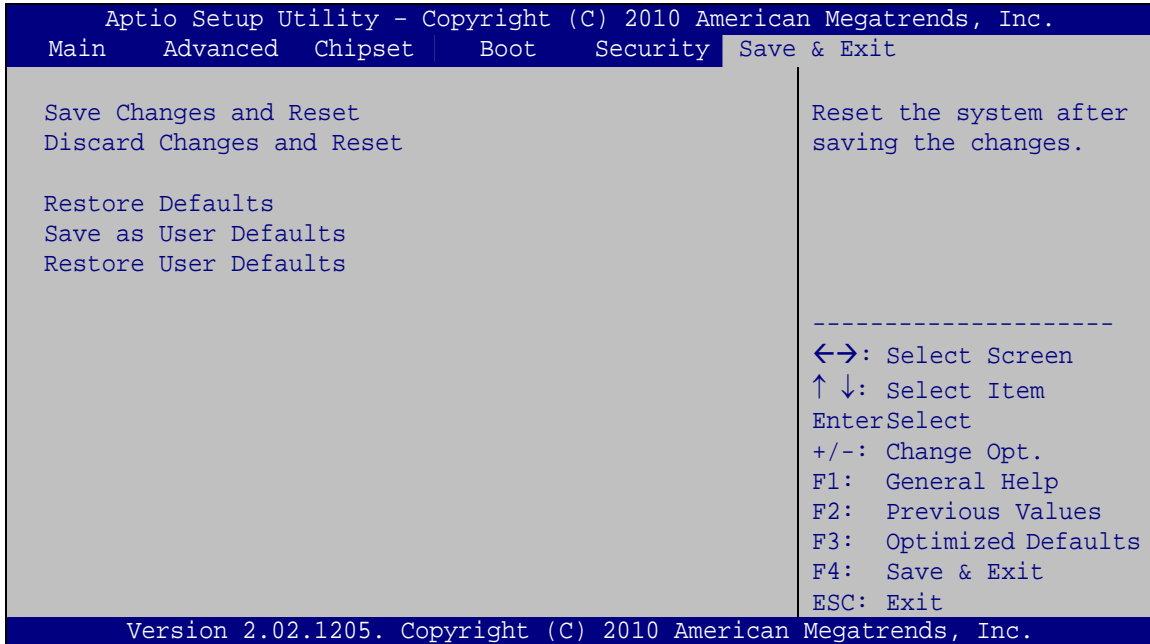 Aptio Setup Utility – Copyright (C) 2010 American Megatrends, Inc.
Main Advanced Chipset Boot Security Save & Exit
Save Changes and Reset
Discard Changes and Reset
Restore Defaults
Save as User Defaults
Restore User Defaults
Reset the system after
saving the changes.
---------------------
←→: Select Screen
↑ ↓: Select Item
EnterSelect
+/-: Change Opt.
F1: General Help
F2: Previous Values
F3: Optimized Defaults
F4: Save & Exit
ESC: Exit
Version 2.02.1205. Copyright (C) 2010 American Megatrends, Inc.